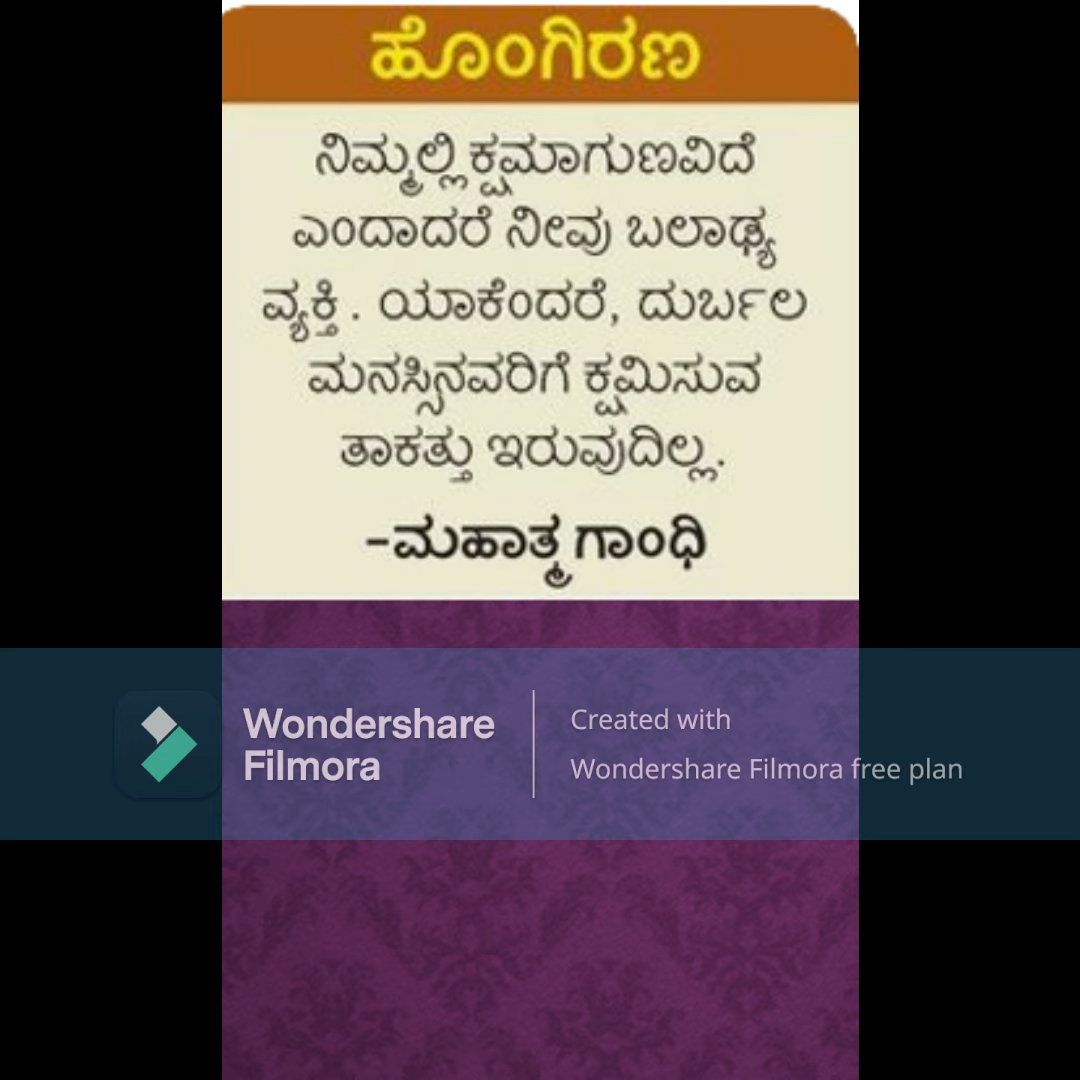 ಹೊಂಗಿರಣ
ನಿಮ್ಮಲ್ಲಿ ಕ್ಷಮಾಗುಣವಿದೆ
ಎಂದಾದರೆ ನೀವು ಬಲಾಢ್ಯ
ವ್ಯಕ್ತಿ . ಯಾಕೆಂದರೆ, ದುರ್ಬಲ
ಮನಸ್ಸಿನವರಿಗೆ ಕ್ಷಮಿಸುವ
ತಾಕತ್ತು ಇರುವುದಿಲ್ಲ.
-ಮಹಾತ್ಮ ಗಾಂಧಿ
Wondershare
Filmora
Created with
Wondershare Filmora free plan